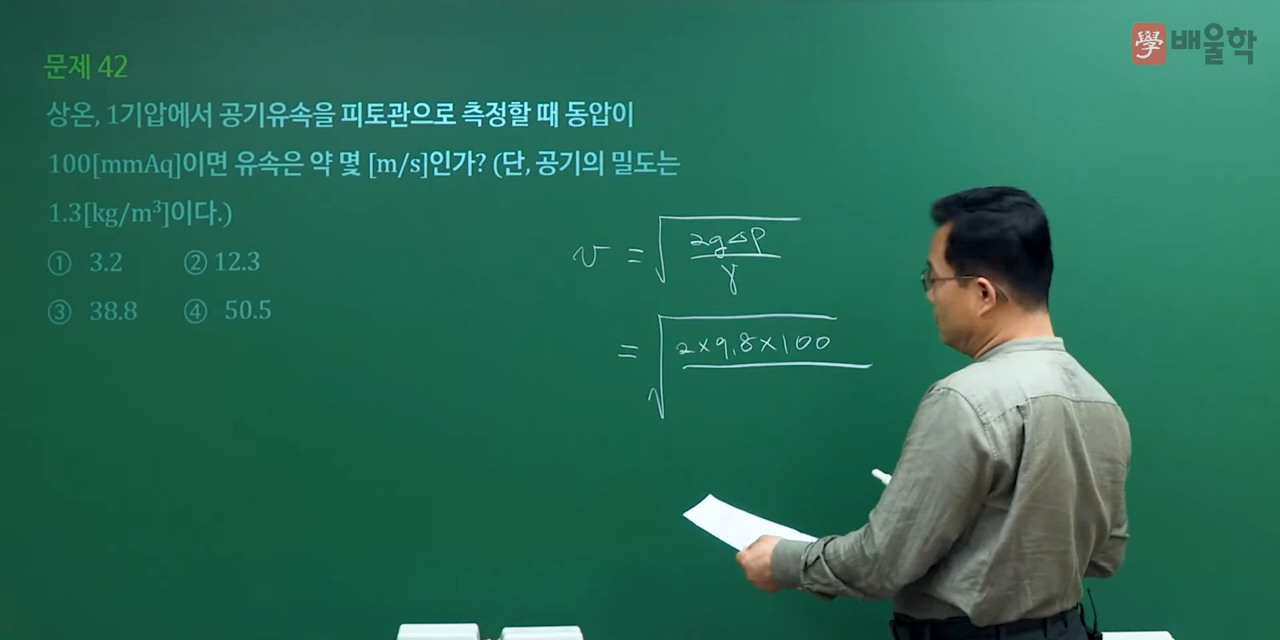 學 배울학
문제 42
상온, 1기압에서 공기유속을 피토관으로 측정할 때 동압이
100[mmAq]이면 유속은 약 몇 [m/s]인가? (단, 공기의 밀도는
1.3[kg/m³]이다.)
① 3.2 ② 12.3
③ 38.8 ④ 50.5
v = √(2gΔP/γ)
= √(2×9.8×100/